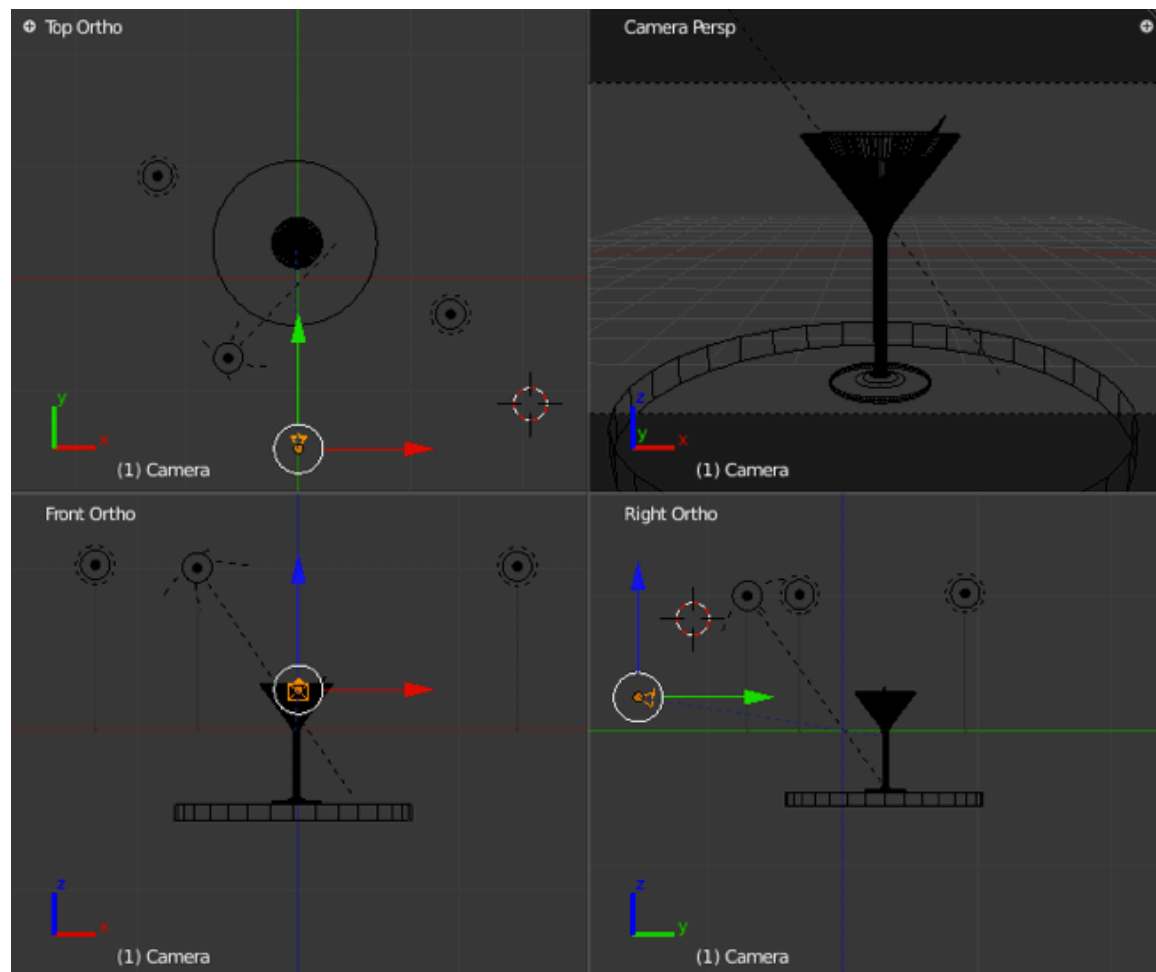 Top Ortho
y
x
(1) Camera
Camera Persp
z
y
x
(1) Camera
Front Ortho
z
x
(1) Camera
Right Ortho
z
y
(1) Camera